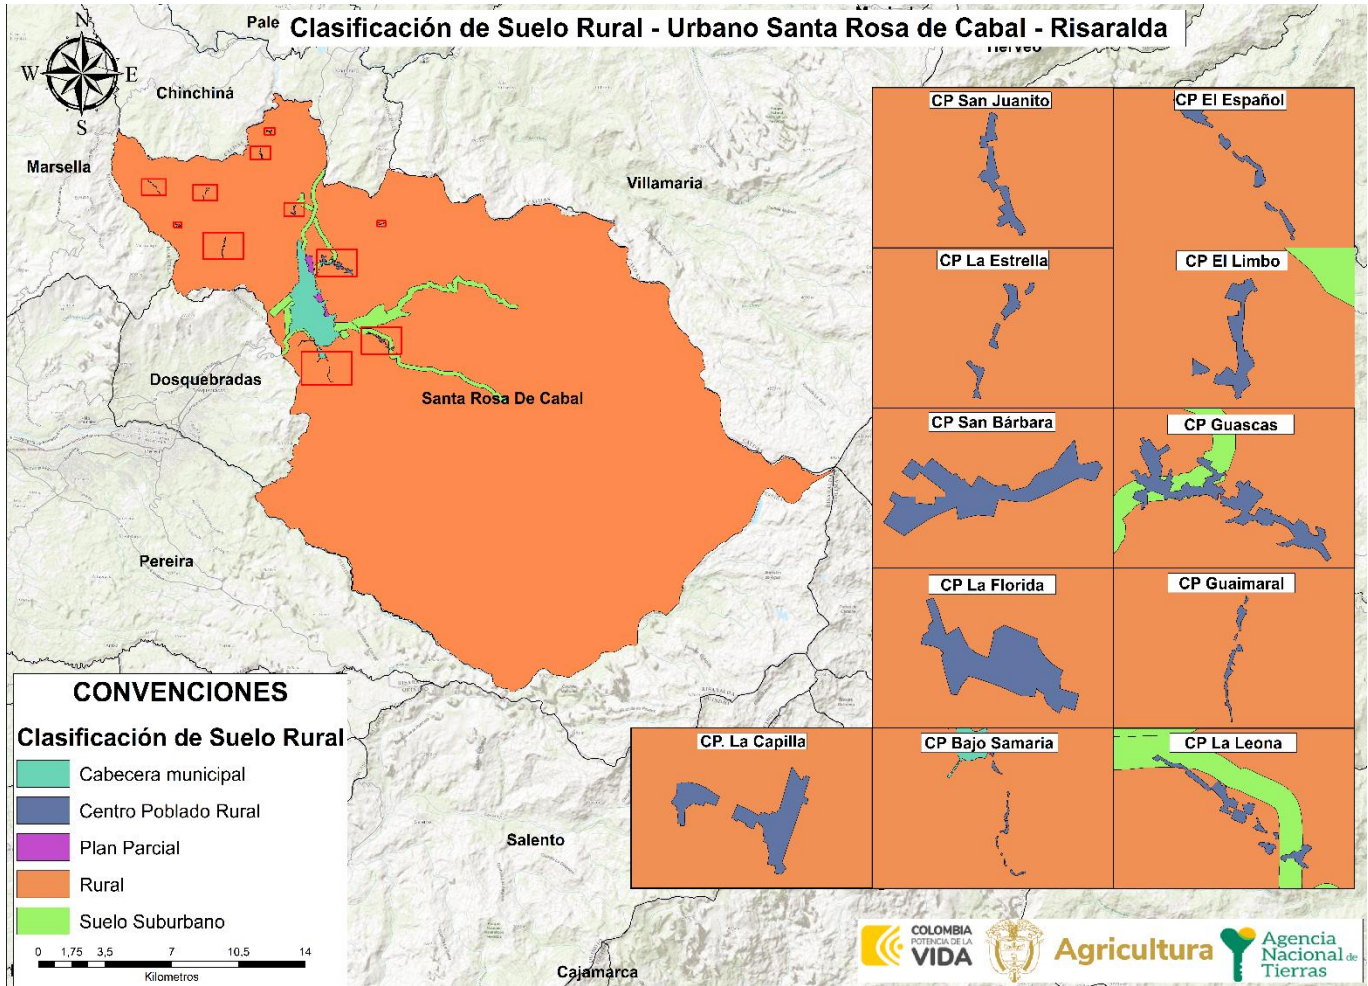 Clasificación de Suelo Rural - Urbano Santa Rosa de Cabal - Risaralda
N
W E
S
Pale
Herveo
Chinchiná
Marsella
Villamaria
Dosquebradas
Santa Rosa De Cabal
Pereira
Salento
Cajamarca
CP San Juanito
CP El Español
CP La Estrella
CP El Limbo
CP San Bárbara
CP Guascas
CP La Florida
CP Guaimaral
CP. La Capilla
CP Bajo Samaria
CP La Leona
CONVENCIONES
Clasificación de Suelo Rural
Cabecera municipal
Centro Poblado Rural
Plan Parcial
Rural
Suelo Suburbano
0 1,75 3,5 7 10,5 14
Kilometros
COLOMBIA
POTENCIA DE LA
VIDA
Agricultura
Agencia
Nacional de
Tierras